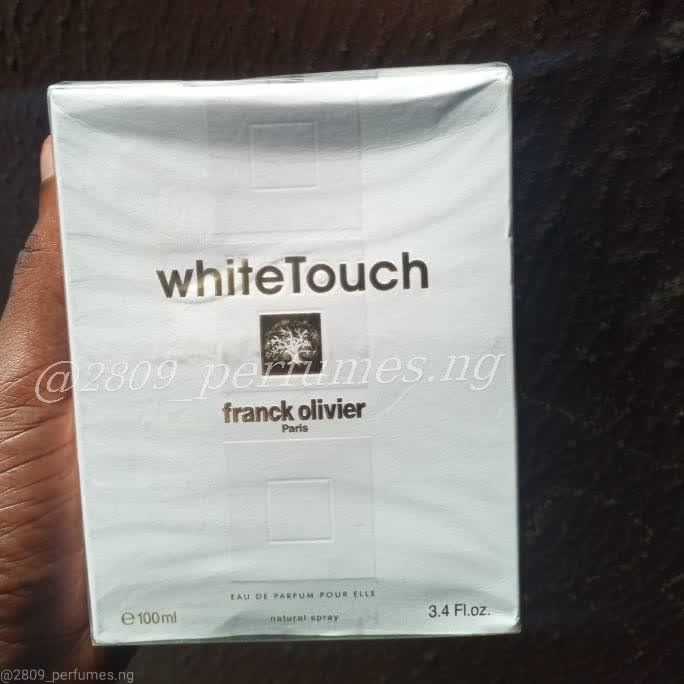 whiteTouch
@2809_perfumes.ng
franck olivier
Paris
EAU DE PARFUM POUR ELLE
℮100ml
natural spray
3.4 Fl.oz.
@2809_perfumes.ng